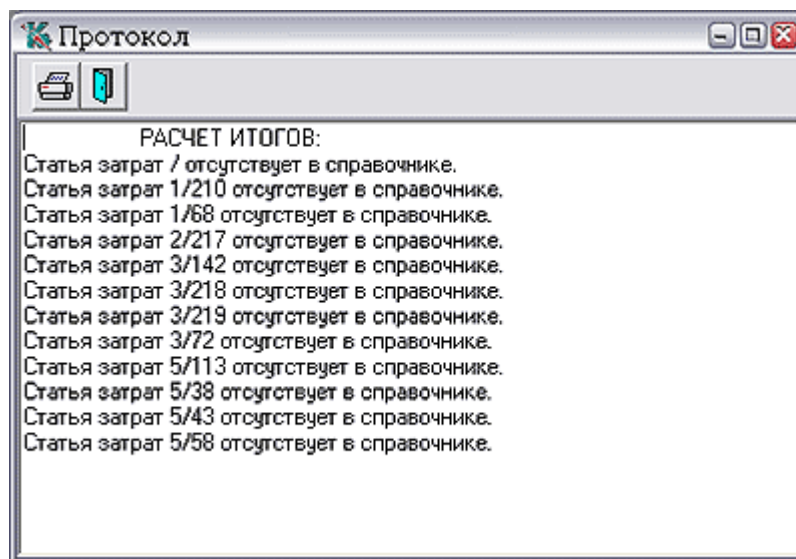 Протокол
РАСЧЕТ ИТОГОВ:
Статья затрат / отсутствует в справочнике.
Статья затрат 1/210 отсутствует в справочнике.
Статья затрат 1/68 отсутствует в справочнике.
Статья затрат 2/217 отсутствует в справочнике.
Статья затрат 3/142 отсутствует в справочнике.
Статья затрат 3/218 отсутствует в справочнике.
Статья затрат 3/219 отсутствует в справочнике.
Статья затрат 3/72 отсутствует в справочнике.
Статья затрат 5/113 отсутствует в справочнике.
Статья затрат 5/38 отсутствует в справочнике.
Статья затрат 5/43 отсутствует в справочнике.
Статья затрат 5/58 отсутствует в справочнике.